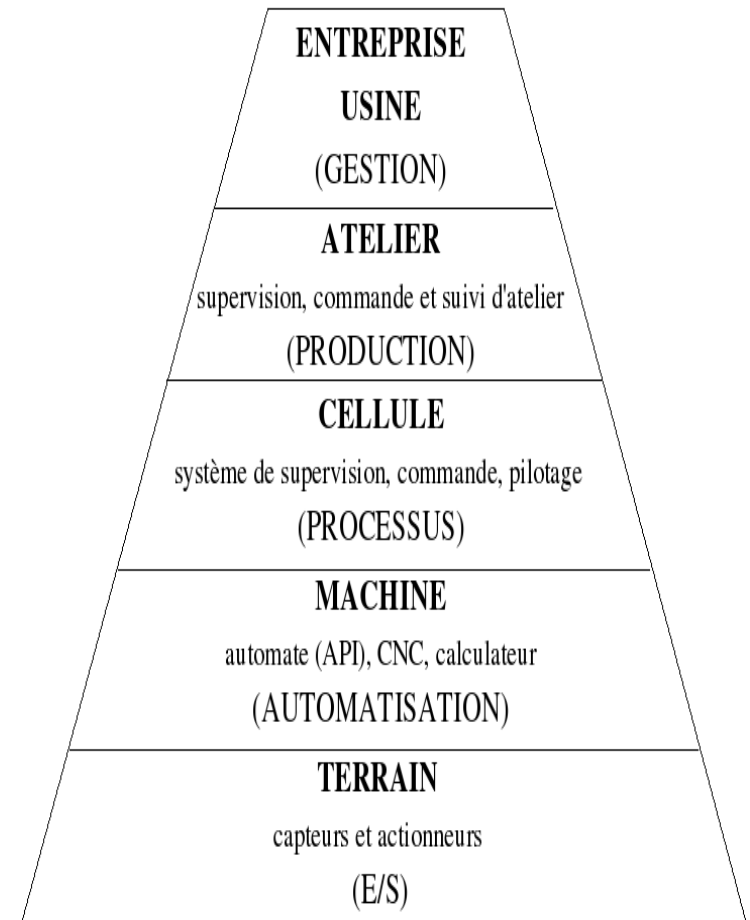 ENTREPRISE
USINE
(GESTION)
ATELIER
supervision, commande et suivi d'atelier
(PRODUCTION)
CELLULE
système de supervision, commande, pilotage
(PROCESSUS)
MACHINE
automate (API), CNC, calculateur
(AUTOMATISATION)
TERRAIN
capteurs et actionneurs
(E/S)